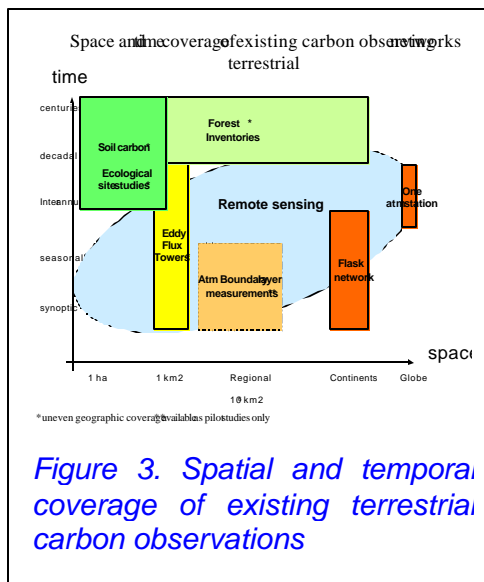 Space and time coverage of existing carbon observing networks
terrestrial
time
centuries
decadal
Interannu
seasonal
synoptic
Forest *
Inventories
Soil carbon*
Ecological
site studies*
Remote sensing
One
atm station
Eddy
Flux
Towers*
Atm Boundary layer
measurements**
Flask
network
space
1 ha
1 km2
Regional
Continents
Globe
km2
*uneven geographic coverage available as pilot studies only
Figure 3. Spatial and temporal
coverage of existing terrestrial
carbon observations